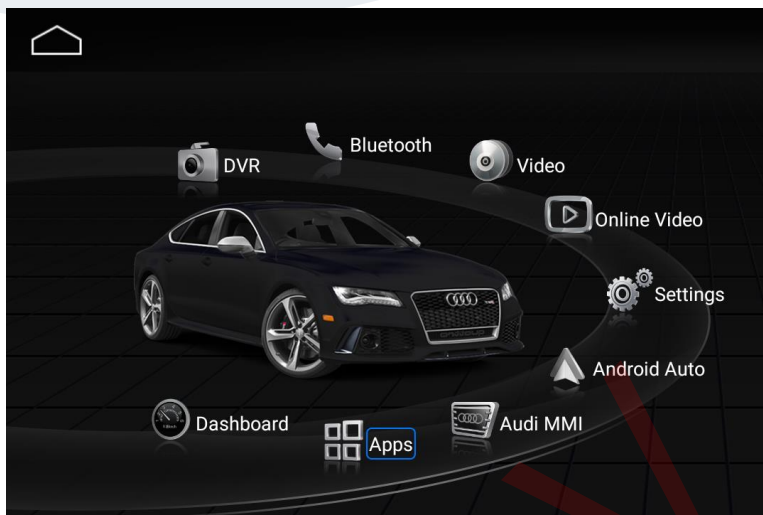 Bluetooth
DVR
Video
Online Video
Settings
Android Auto
Dashboard
Audi MMI
Apps